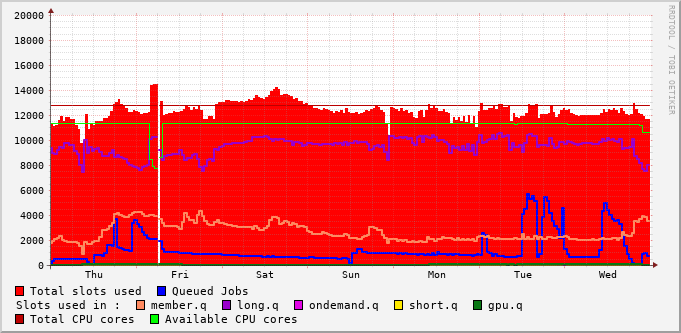 20000
18000
16000
14000
12000
10000
8000
6000
4000
2000
0
Thu Fri Sat Sun Mon Tue Wed
RRDTOOL / TOBI OETIKER
Total slots used Queued Jobs
Slots used in : member.q long.q ondemand.q short.q gpu.q
Total CPU cores Available CPU cores